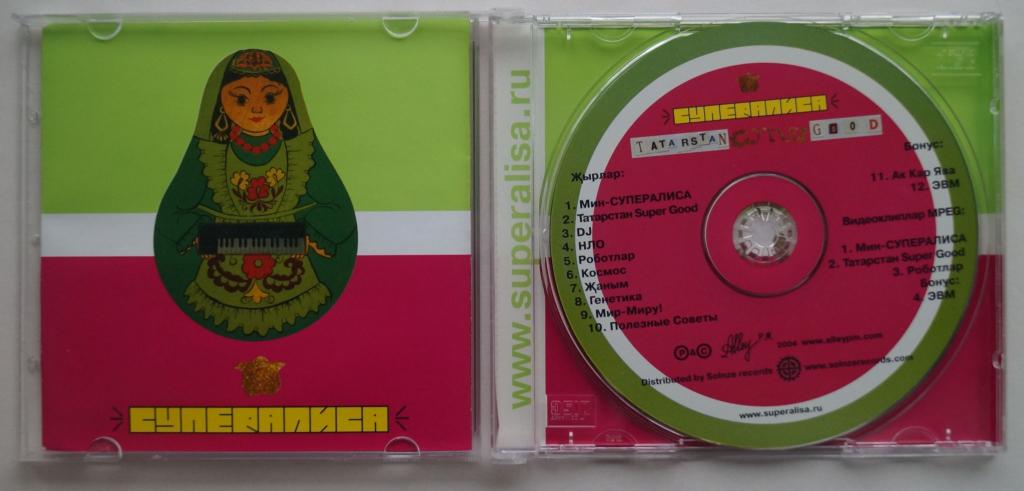 СУПЕРАЛИСА
www.superalisa.ru
СУПЕРАЛИСА
TATARSTAN SUPER GOOD
Җырлар:
1. Мин-СУПЕРАЛИСА
2. Татарстан Super Good
3. DJ
4. НЛО
5. Роботлар
6. Космос
7. Җаным
8. Генетика
9. Мир-Миру!
10. Полезные Советы
Бонус:
11. Ак Кар Ява
12. ЭВМ
Видеоклиплар MPEG:
1. Мин-СУПЕРАЛИСА
2. Татарстан Super Good
3. Роботлар
Бонус:
4. ЭВМ
P & C Alley P.M. 2004 www.alleypm.com
Distributed by Solnze records www.solnzerecords.com
www.superalisa.ru